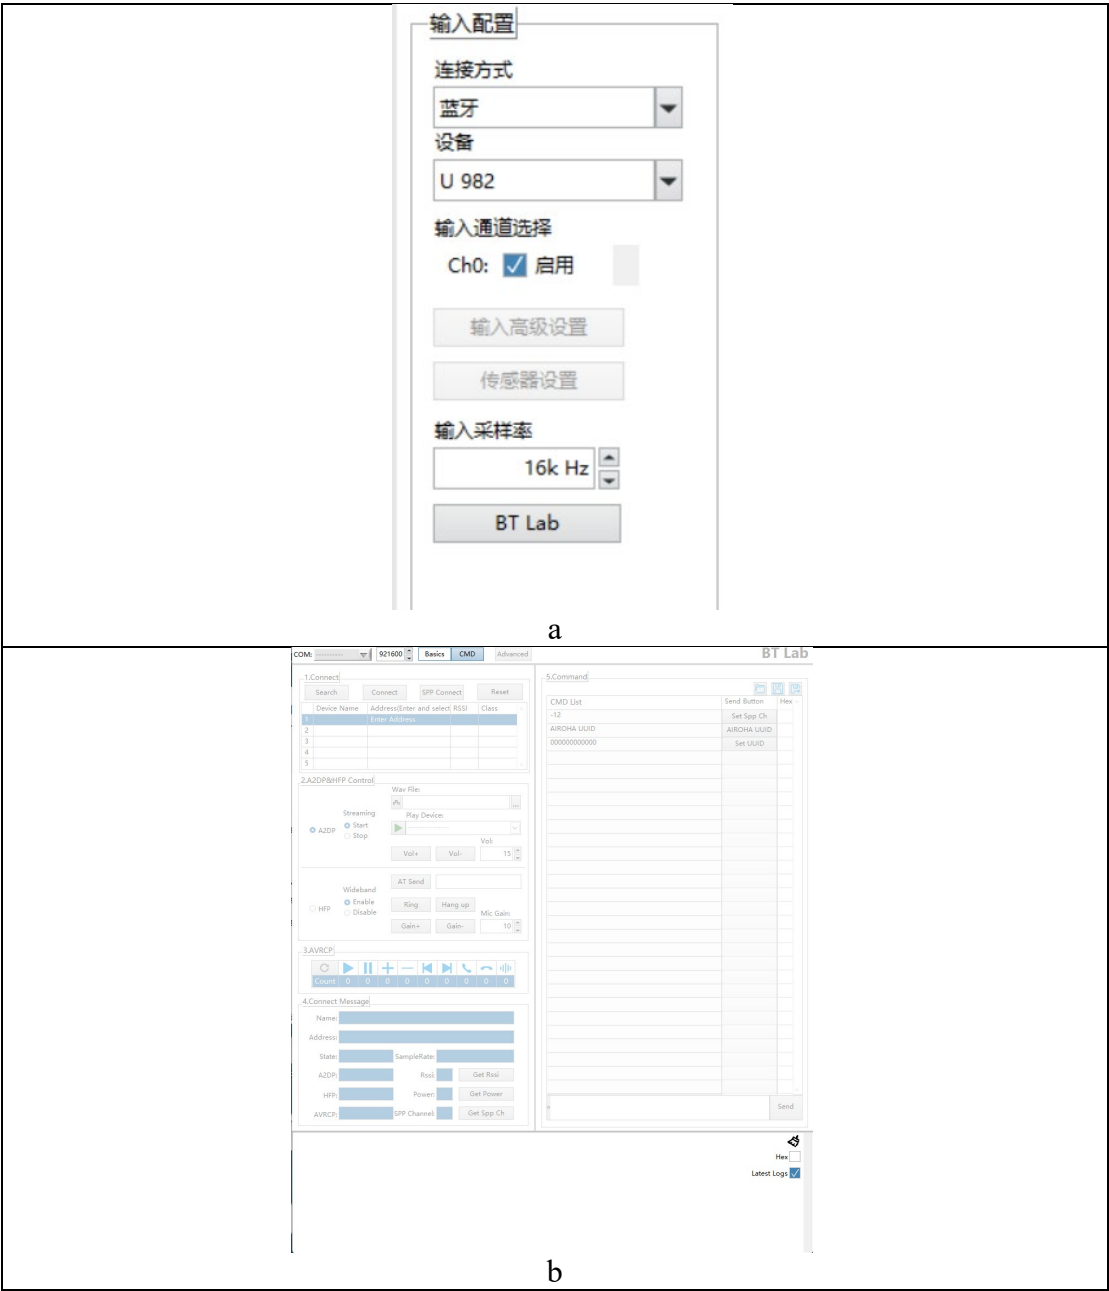 输入配置
连接方式
蓝牙
设备
U 982
输入通道选择
Ch0: 启用
输入高级设置
传感器设置
输入采样率
16k Hz
BT Lab
a
COM: 921600 Basics CMD Advanced BT Lab
1.Connect
Search Connect SPP Connect Reset
Device Name Address(Enter and select RSSI Class
1 Enter Address
2
3
4
5
2.A2DP&HFP Control
Wav File:
...
Streaming Play Device:
A2DP Start
Stop
Vol:
Vol+ Vol- 15
AT Send
Wideband
HFP Enable Ring Hang up
Disable Mic Gain:
Gain+ Gain- 10
3.AVRCP
Count 0 0 0 0 0 0 0 0 0
4.Connect Message
Name:
Address:
State: SampleRate:
A2DP: Rssi: Get Rssi
HFP: Power: Get Power
AVRCP: SPP Channel: Get Spp Ch
5.Command
CMD List Send Button Hex
-12 Set Spp Ch
AIROHA UUID AIROHA UUID
000000000000 Set UUID
Send
Hex
Latest Logs
b